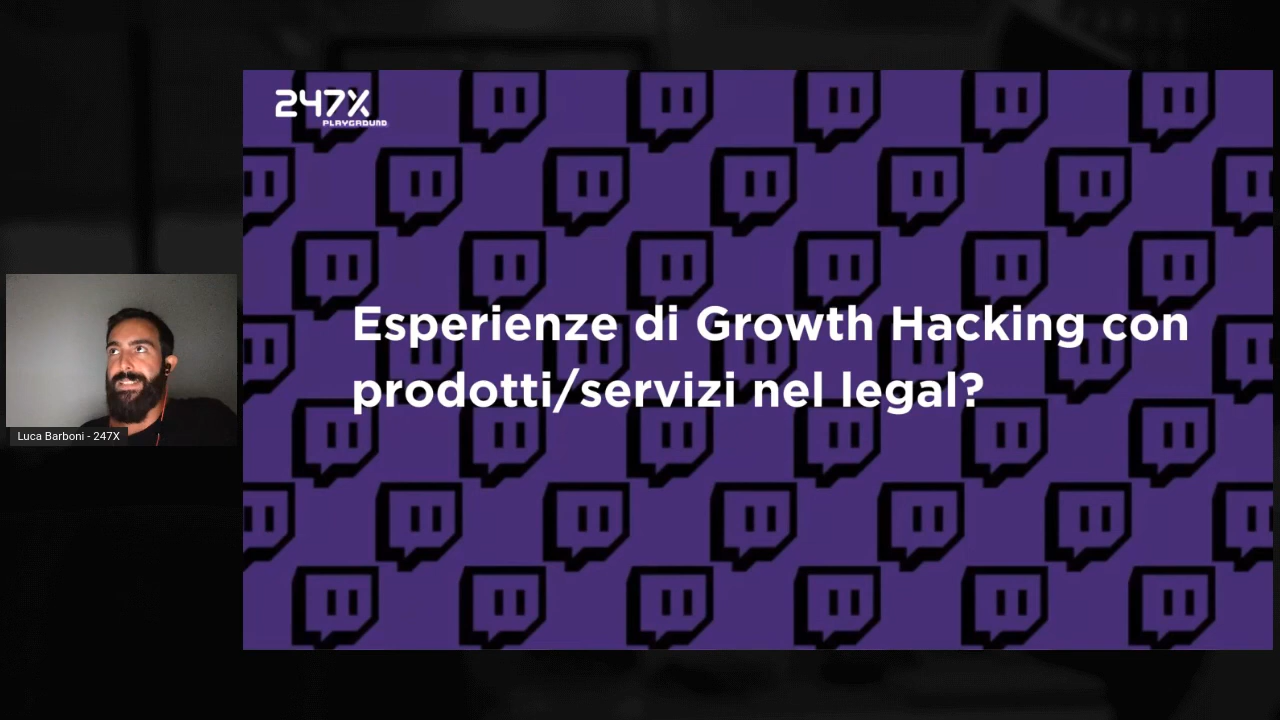 247X
PLAYGROUND
Esperienze di Growth Hacking con
prodotti/servizi nel legal?
Luca Barboni - 247X